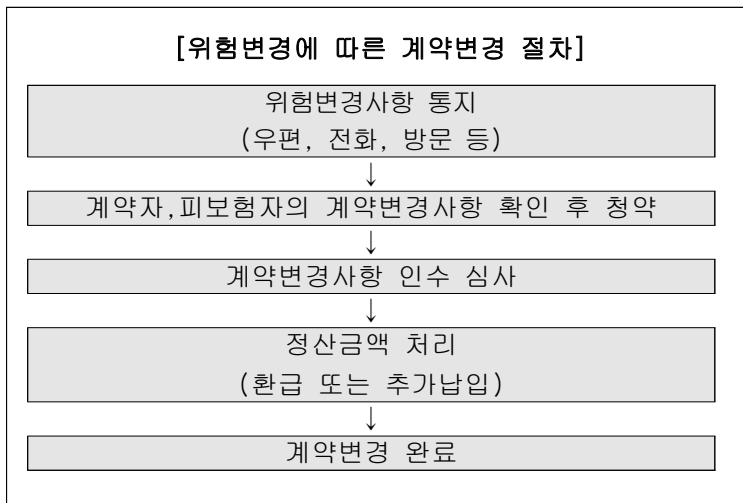 [위험변경에 따른 계약변경 절차]
위험변경사항 통지
(우편, 전화, 방문 등)
↓
계약자,피보험자의 계약변경사항 확인 후 청약
↓
계약변경사항 인수 심사
↓
정산금액 처리
(환급 또는 추가납입)
↓
계약변경 완료